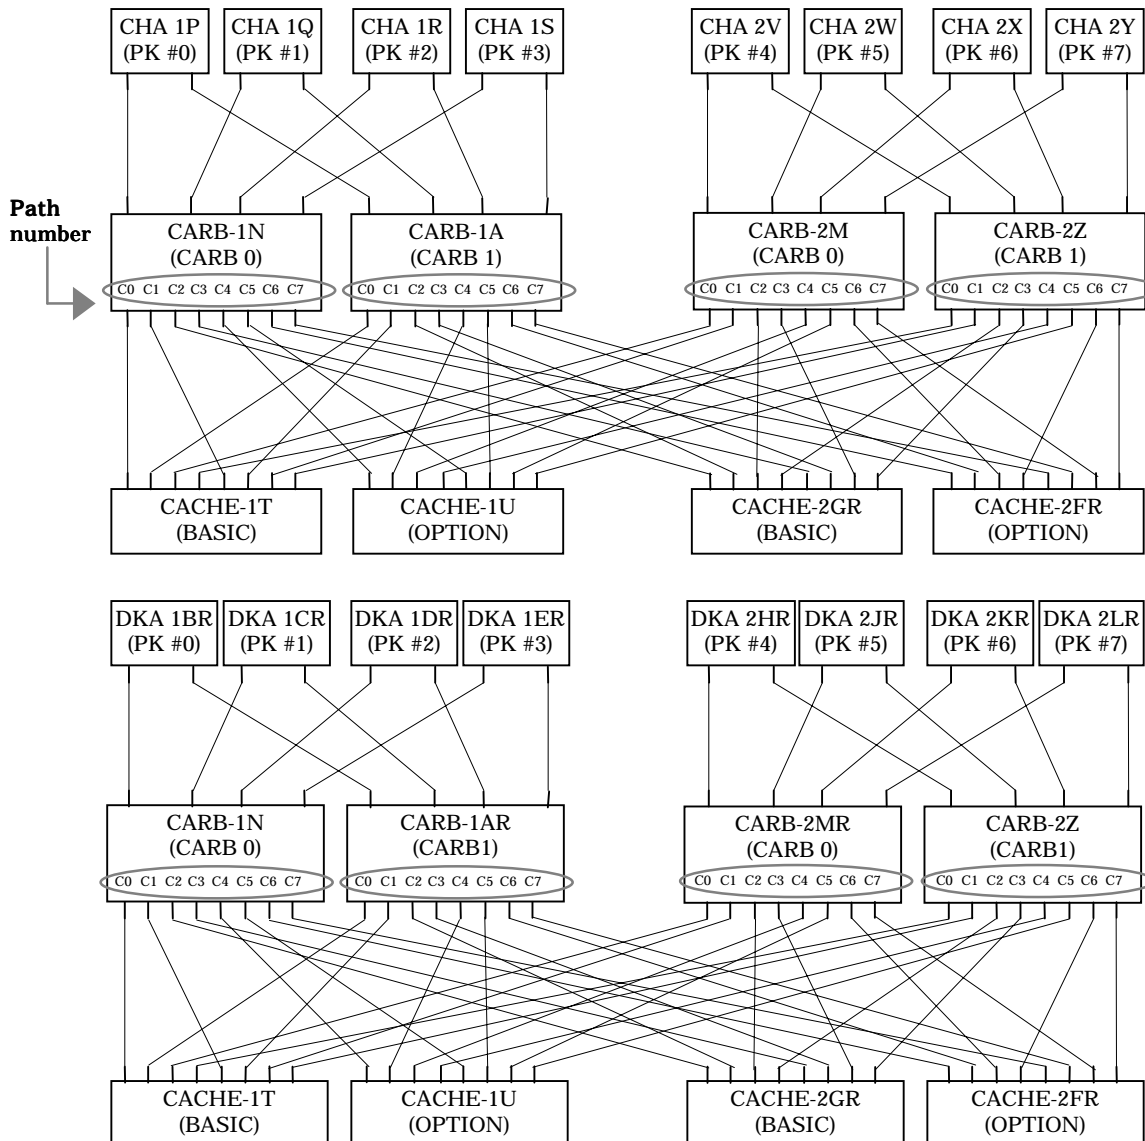 CHA 1P CHA 1Q CHA 1R CHA 1S CHA 2V CHA 2W CHA 2X CHA 2Y
(PK #0) (PK #1) (PK #2) (PK #3) (PK #4) (PK #5) (PK #6) (PK #7)
Path
number
CARB-1N CARB-1A CARB-2M CARB-2Z
(CARB 0) (CARB 1) (CARB 0) (CARB 1)
C0 C1 C2 C3 C4 C5 C6 C7 C0 C1 C2 C3 C4 C5 C6 C7 C0 C1 C2 C3 C4 C5 C6 C7 C0 C1 C2 C3 C4 C5 C6 C7
CACHE-1T CACHE-1U CACHE-2GR CACHE-2FR
(BASIC) (OPTION) (BASIC) (OPTION)
DKA 1BR DKA 1CR DKA 1DR DKA 1ER DKA 2HR DKA 2JR DKA 2KR DKA 2LR
(PK #0) (PK #1) (PK #2) (PK #3) (PK #4) (PK #5) (PK #6) (PK #7)
CARB-1N CARB-1AR CARB-2MR CARB-2Z
(CARB 0) (CARB1) (CARB 0) (CARB1)
C0 C1 C2 C3 C4 C5 C6 C7 C0 C1 C2 C3 C4 C5 C6 C7 C0 C1 C2 C3 C4 C5 C6 C7 C0 C1 C2 C3 C4 C5 C6 C7
CACHE-1T CACHE-1U CACHE-2GR CACHE-2FR
(BASIC) (OPTION) (BASIC) (OPTION)